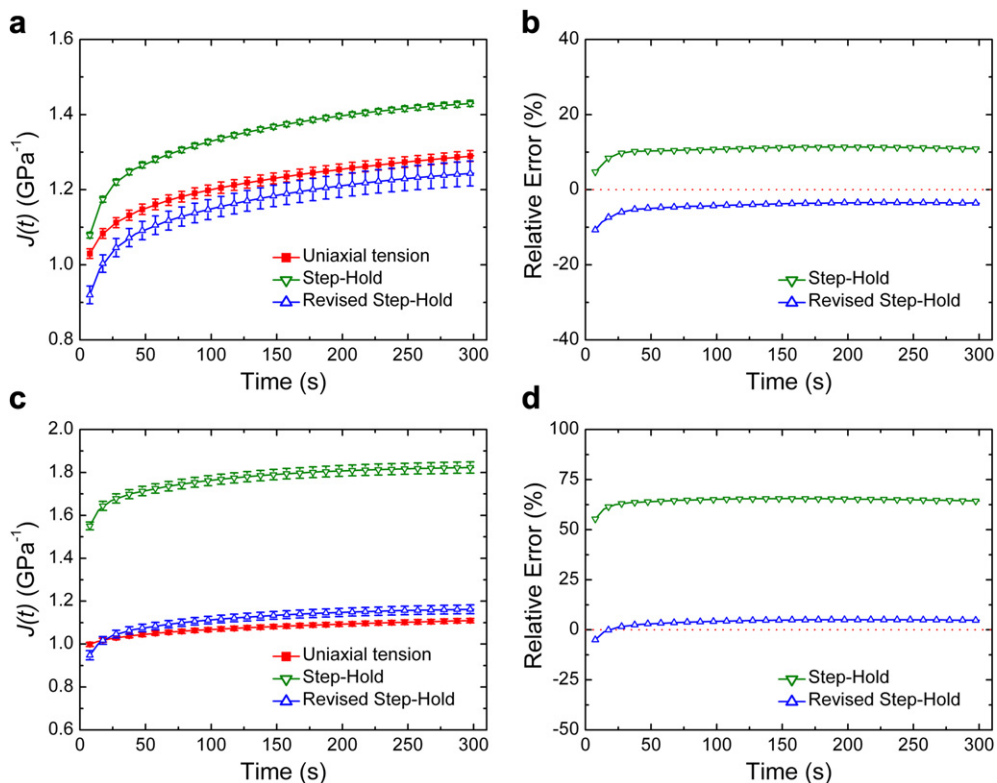 a
1.6
1.4
1.2
1.0
0.8
J(t) (GPa⁻¹)
Uniaxial tension
Step-Hold
Revised Step-Hold
0 50 100 150 200 250 300
Time (s)
b
40
20
0
-20
-40
Relative Error (%)
Step-Hold
Revised Step-Hold
0 50 100 150 200 250 300
Time (s)
c
2.0
1.8
1.6
1.4
1.2
1.0
0.8
0.6
J(t) (GPa⁻¹)
Uniaxial tension
Step-Hold
Revised Step-Hold
0 50 100 150 200 250 300
Time (s)
d
100
75
50
25
0
-25
-50
Relative Error (%)
Step-Hold
Revised Step-Hold
0 50 100 150 200 250 300
Time (s)